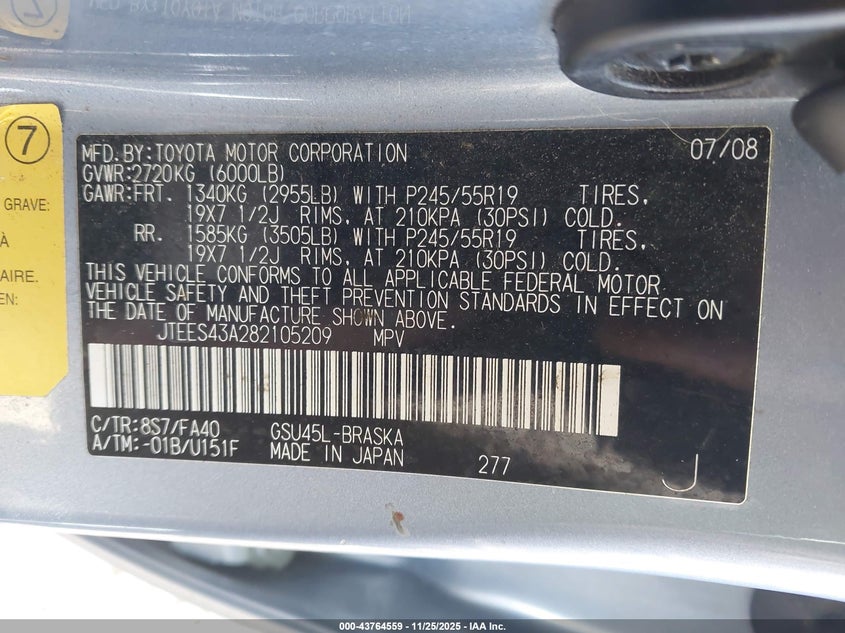 7
GRAVE:
À
AIRE.
EN:
MFD.BY:TOYOTA MOTOR CORPORATION 07/08
GVWR:2720KG (6000LB)
GAWR:FRT. 1340KG (2955LB) WITH P245/55R19 TIRES,
19X7 1/2J RIMS, AT 210KPA (30PSI) COLD.
RR. 1585KG (3505LB) WITH P245/55R19 TIRES,
19X7 1/2J RIMS, AT 210KPA (30PSI) COLD.
THIS VEHICLE CONFORMS TO ALL APPLICABLE FEDERAL MOTOR
VEHICLE SAFETY AND THEFT PREVENTION STANDARDS IN EFFECT ON
THE DATE OF MANUFACTURE SHOWN ABOVE.
JTEES43A282105209 MPV
C/TR:8S7/FA40 GSU45L-BRASKA
A/TM:-01B/U151F MADE IN JAPAN 277 J
000-43764559 - 11/25/2025 - IAA Inc.